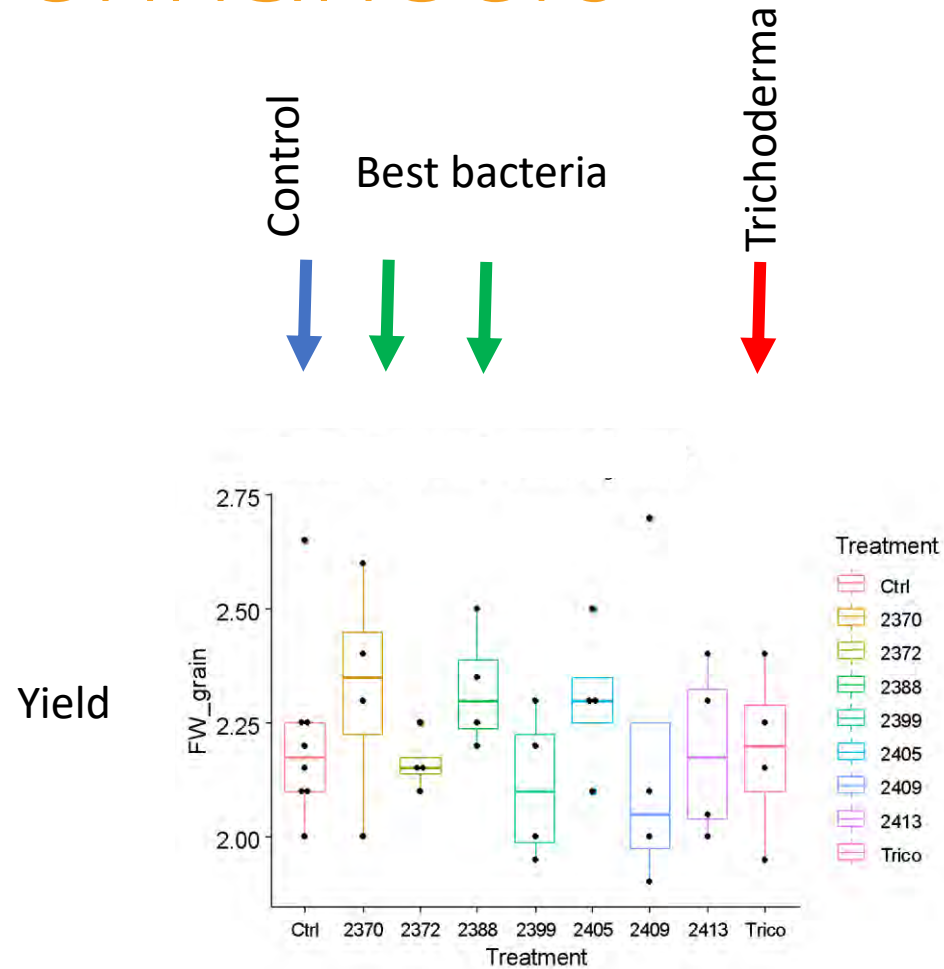 Control
Best bacteria
Trichoderma
Yield
FW_grain
2.75
2.50
2.25
2.00
Ctrl 2370 2372 2388 2399 2405 2409 2413 Trico
Treatment
Treatment
Ctrl
2370
2372
2388
2399
2405
2409
2413
Trico